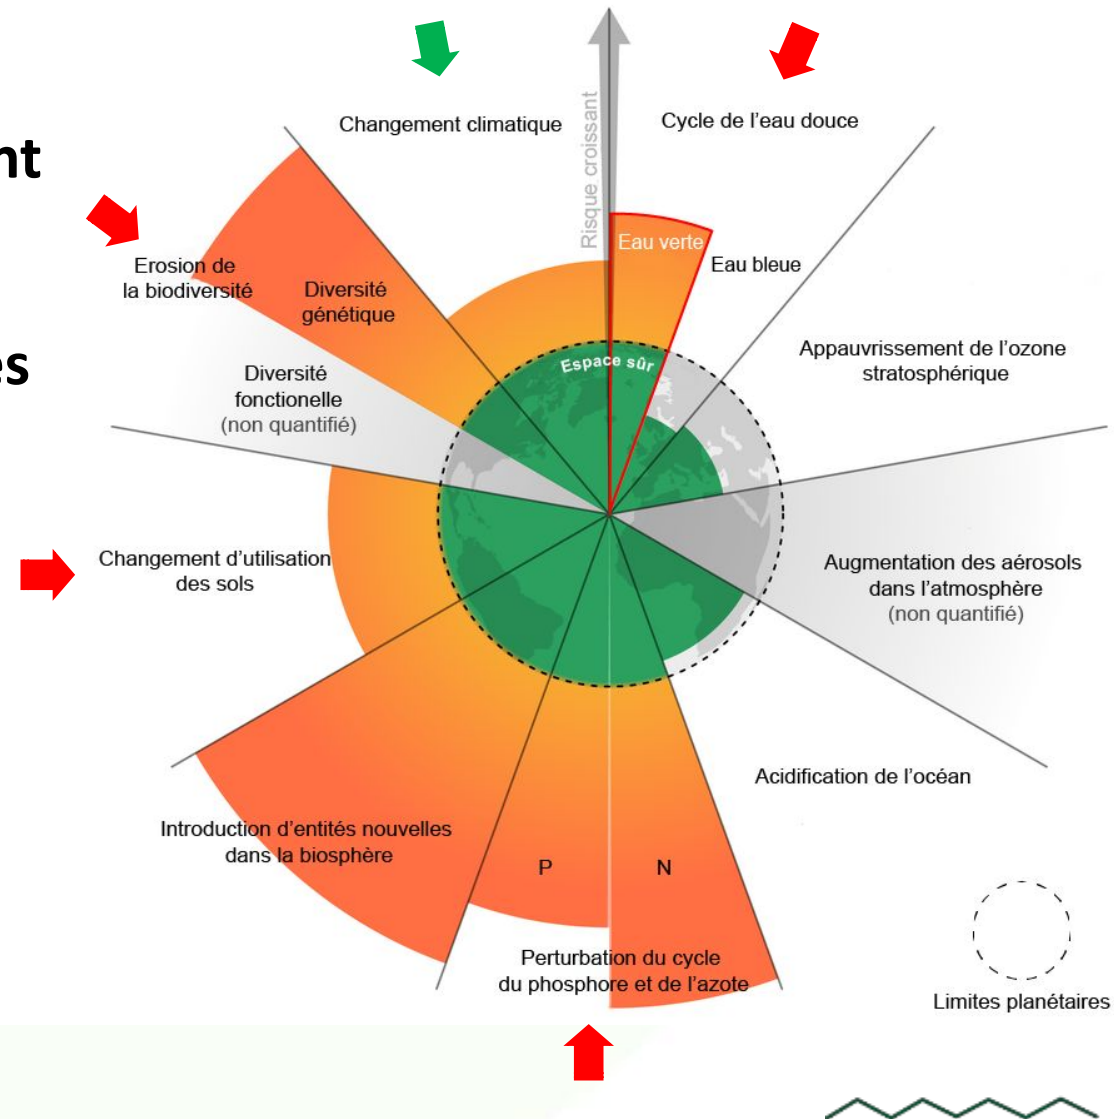 Changement climatique
Risque croissant
Cycle de l'eau douce
nt
Eau verte
Eau bleue
Erosion de
la biodiversité
Diversité
génétique
es
Espace sûr
Appauvrissement de l'ozone
stratosphérique
Diversité
fonctionelle
(non quantifié)
Changement d'utilisation
des sols
Augmentation des aérosols
dans l'atmosphère
(non quantifié)
Acidification de l'océan
Introduction d'entités nouvelles
dans la biosphère
P
N
Perturbation du cycle
du phosphore et de l'azote
Limites planétaires